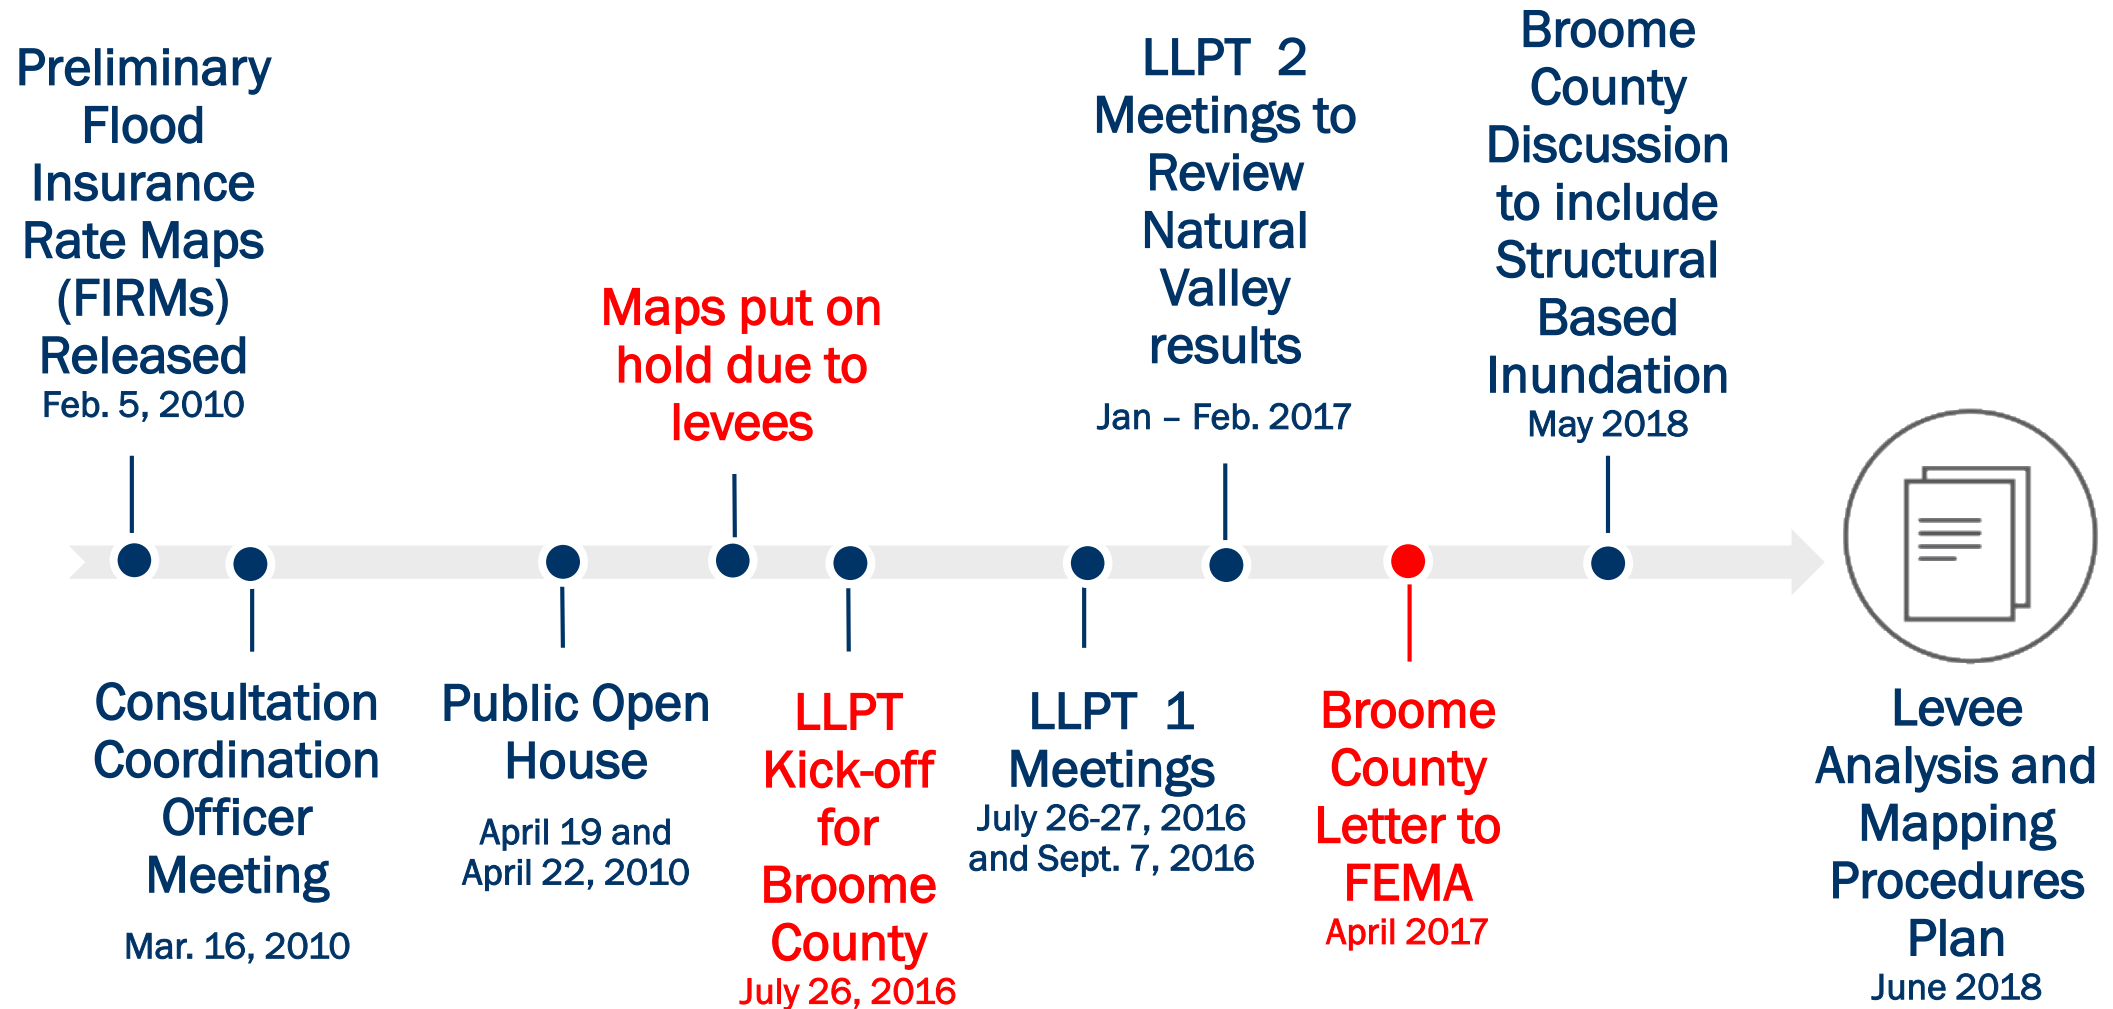 Preliminary
Flood
Insurance
Rate Maps
(FIRMs)
Released
Feb. 5, 2010
Consultation
Coordination
Officer
Meeting
Mar. 16, 2010
Public Open
House
April 19 and
April 22, 2010
Maps put on
hold due to
levees
LLPT
Kick-off
for
Broome
County
July 26, 2016
LLPT 1
Meetings
July 26-27, 2016
and Sept. 7, 2016
LLPT 2
Meetings to
Review
Natural
Valley
results
Jan – Feb. 2017
Broome
County
Letter to
FEMA
April 2017
Broome
County
Discussion
to include
Structural
Based
Inundation
May 2018
Levee
Analysis and
Mapping
Procedures
Plan
June 2018